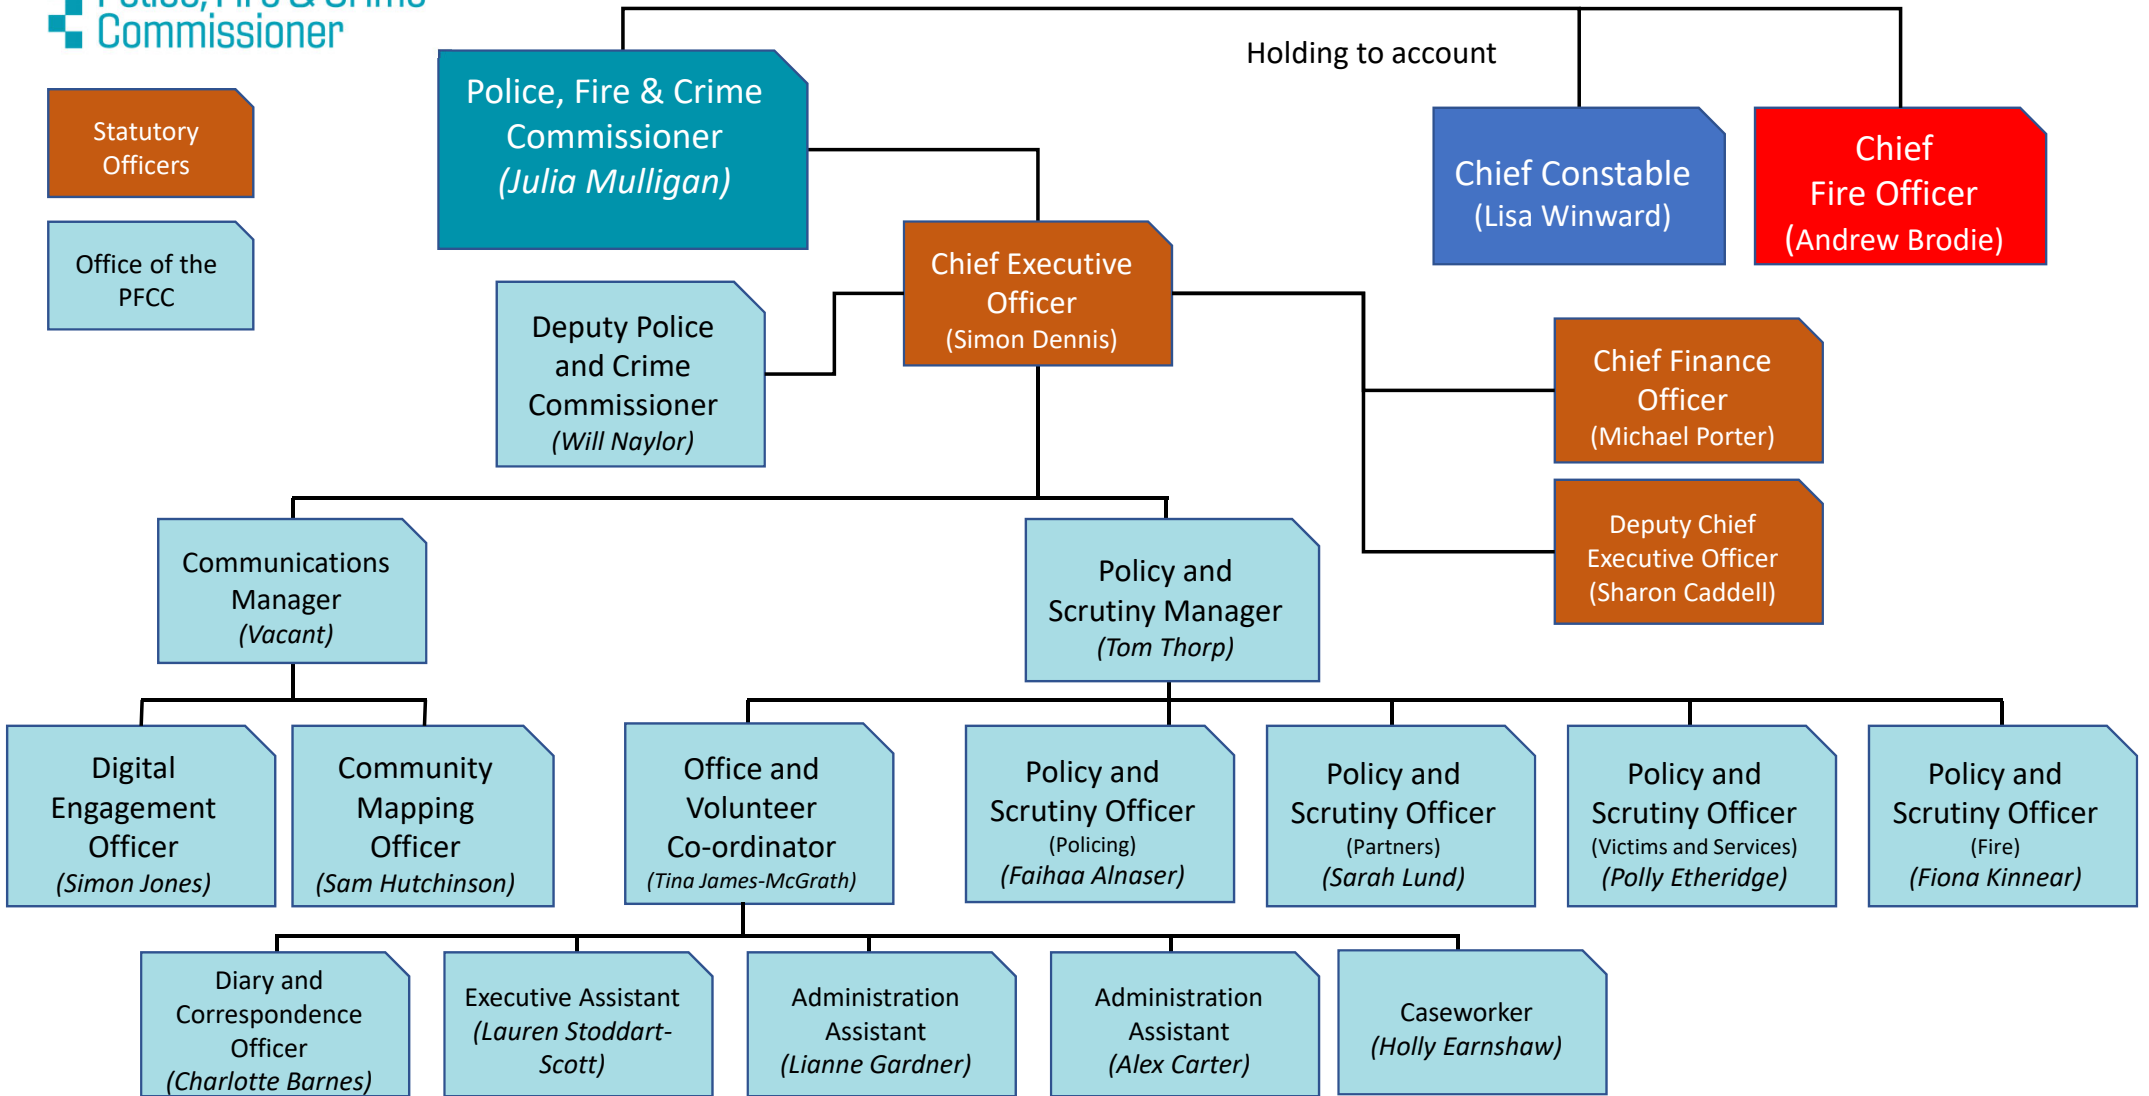 Police, Fire & Crime
Commissioner
Statutory
Officers
Office of the
PFCC
Police, Fire & Crime
Commissioner
(Julia Mulligan)
Holding to account
Chief Constable
(Lisa Winward)
Chief
Fire Officer
(Andrew Brodie)
Chief Executive
Officer
(Simon Dennis)
Deputy Police
and Crime
Commissioner
(Will Naylor)
Chief Finance
Officer
(Michael Porter)
Deputy Chief
Executive Officer
(Sharon Caddell)
Communications
Manager
(Vacant)
Policy and
Scrutiny Manager
(Tom Thorp)
Digital
Engagement
Officer
(Simon Jones)
Community
Mapping
Officer
(Sam Hutchinson)
Office and
Volunteer
Co-ordinator
(Tina James-McGrath)
Policy and
Scrutiny Officer
(Policing)
(Faihaa Alnaser)
Policy and
Scrutiny Officer
(Partners)
(Sarah Lund)
Policy and
Scrutiny Officer
(Victims and Services)
(Polly Etheridge)
Policy and
Scrutiny Officer
(Fire)
(Fiona Kinnear)
Diary and
Correspondence
Officer
(Charlotte Barnes)
Executive Assistant
(Lauren Stoddart-
Scott)
Administration
Assistant
(Lianne Gardner)
Administration
Assistant
(Alex Carter)
Caseworker
(Holly Earnshaw)